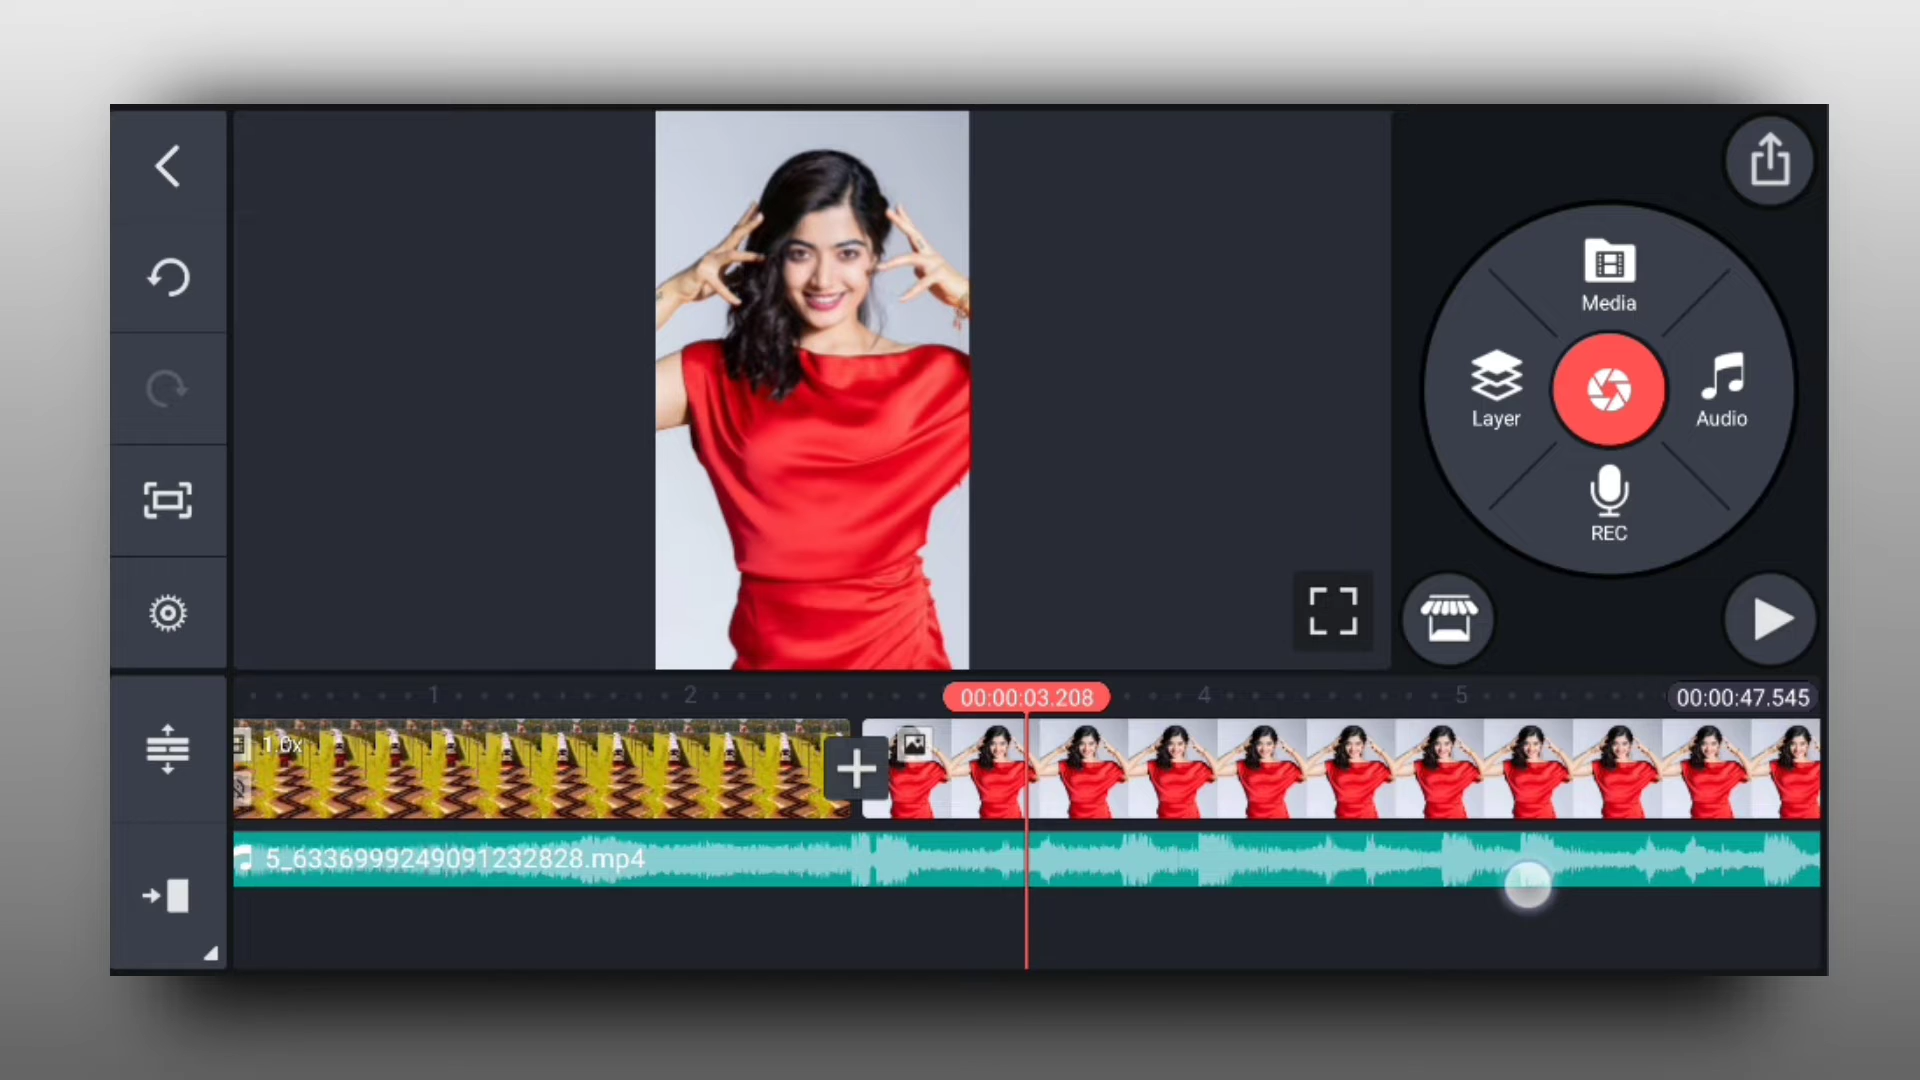 Media
Layer
Audio
REC
1
2
00:00:03.208
4
5
00:00:47.545
1.0x
5_6336999249091232828.mp4